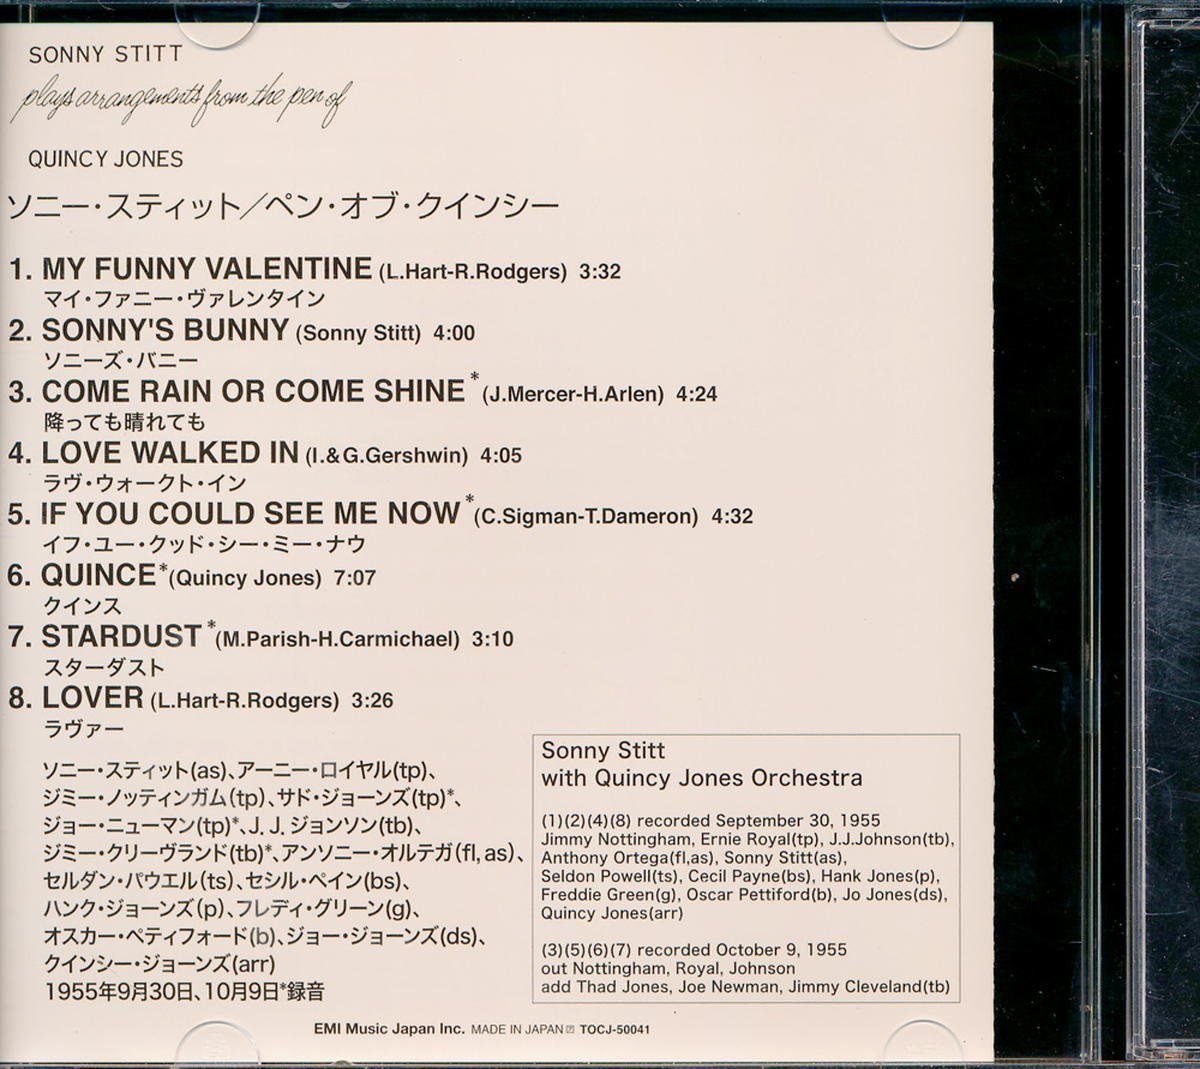 SONNY STITT
plays arrangements from the pen of
QUINCY JONES
ソニー・スティット／ペン・オブ・クインシー
1. MY FUNNY VALENTINE (L.Hart-R.Rodgers) 3:32
マイ・ファニー・ヴァレンタイン
2. SONNY'S BUNNY (Sonny Stitt) 4:00
ソニーズ・バニー
3. COME RAIN OR COME SHINE* (J.Mercer-H.Arlen) 4:24
降っても晴れても
4. LOVE WALKED IN (I.&G.Gershwin) 4:05
ラヴ・ウォークト・イン
5. IF YOU COULD SEE ME NOW* (C.Sigman-T.Dameron) 4:32
イフ・ユー・クッド・シー・ミー・ナウ
6. QUINCE* (Quincy Jones) 7:07
クインス
7. STARDUST* (M.Parish-H.Carmichael) 3:10
スターダスト
8. LOVER (L.Hart-R.Rodgers) 3:26
ラヴァー
ソニー・スティット(as)、アーニー・ロイヤル(tp)、
ジミー・ノッティンガム(tp)、サド・ジョーンズ(tp)*、
ジョー・ニューマン(tp)*、J. J. ジョンソン(tb)、
ジミー・クリーヴランド(tb)*、アンソニー・オルテガ(fl, as)、
セルダン・パウエル(ts)、セシル・ペイン(bs)、
ハンク・ジョーンズ(p)、フレディ・グリーン(g)、
オスカー・ペティフォード(b)、ジョー・ジョーンズ(ds)、
クインシー・ジョーンズ(arr)
1955年9月30日、10月9日*録音
Sonny Stitt
with Quincy Jones Orchestra
(1)(2)(4)(8) recorded September 30, 1955
Jimmy Nottingham, Ernie Royal(tp), J.J.Johnson(tb),
Anthony Ortega(fl,as), Sonny Stitt(as),
Seldon Powell(ts), Cecil Payne(bs), Hank Jones(p),
Freddie Green(g), Oscar Pettiford(b), Jo Jones(ds),
Quincy Jones(arr)
(3)(5)(6)(7) recorded October 9, 1955
out Nottingham, Royal, Johnson
add Thad Jones, Joe Newman, Jimmy Cleveland(tb)
EMI Music Japan Inc. MADE IN JAPAN Ⓟ TOCJ-50041